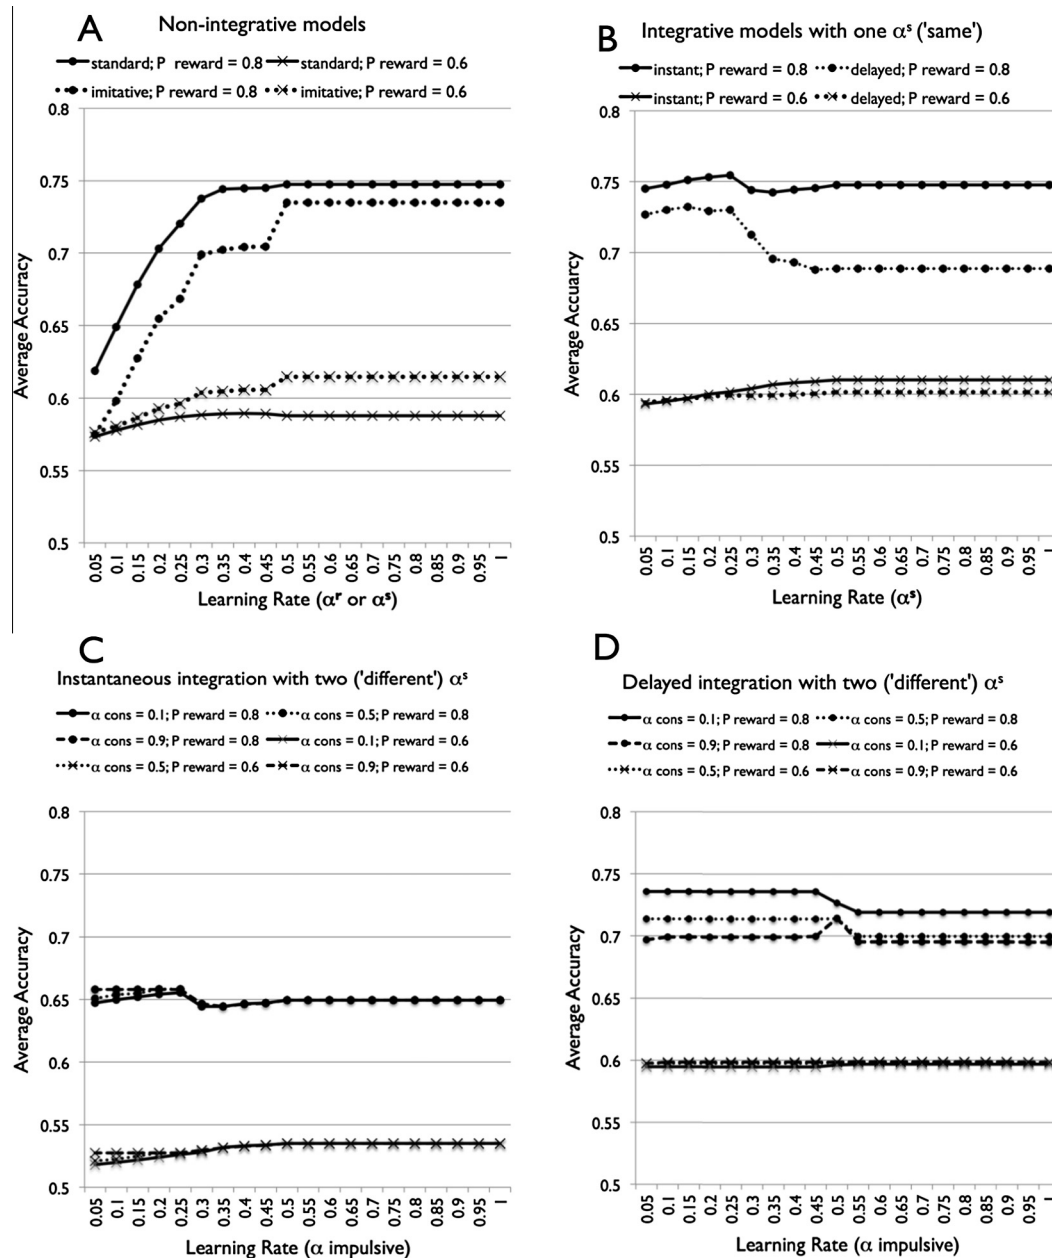 A
Non-integrative models
standard; P reward = 0.8 standard; P reward = 0.6
imitative; P reward = 0.8 imitative; P reward = 0.6
0.8
0.75
0.7
0.65
0.6
0.55
0.5
Average Accuracy
0.05 0.1 0.15 0.2 0.25 0.3 0.35 0.4 0.45 0.5 0.55 0.6 0.65 0.7 0.75 0.8 0.85 0.9 0.95 1
Learning Rate (αʳ or αˢ)
B
Integrative models with one αˢ ('same')
instant; P reward = 0.8 delayed; P reward = 0.8
instant; P reward = 0.6 delayed; P reward = 0.6
0.8
0.75
0.7
0.65
0.6
0.55
0.5
Average Accuarcy
0.05 0.1 0.15 0.2 0.25 0.3 0.35 0.4 0.45 0.5 0.55 0.6 0.65 0.7 0.75 0.8 0.85 0.9 0.95 1
Learning Rate (αˢ)
C
Instantaneous integration with two ('different') αˢ
α cons = 0.1; P reward = 0.8 α cons = 0.5; P reward = 0.8
α cons = 0.9; P reward = 0.8 α cons = 0.1; P reward = 0.6
α cons = 0.5; P reward = 0.6 α cons = 0.9; P reward = 0.6
0.8
0.75
0.7
0.65
0.6
0.55
0.5
Average Accuracy
0.05 0.1 0.15 0.2 0.25 0.3 0.35 0.4 0.45 0.5 0.55 0.6 0.65 0.7 0.75 0.8 0.85 0.9 0.95 1
Learning Rate (α impulsive)
D
Delayed integration with two ('different') αˢ
α cons = 0.1; P reward = 0.8 α cons = 0.5; P reward = 0.8
α cons = 0.9; P reward = 0.8 α cons = 0.1; P reward = 0.6
α cons = 0.5; P reward = 0.6 α cons = 0.9; P reward = 0.6
0.8
0.75
0.7
0.65
0.6
0.55
0.5
Average Accuracy
0.05 0.1 0.15 0.2 0.25 0.3 0.35 0.4 0.45 0.5 0.55 0.6 0.65 0.7 0.75 0.8 0.85 0.9 0.95 1
Learning Rate (α impulsive)